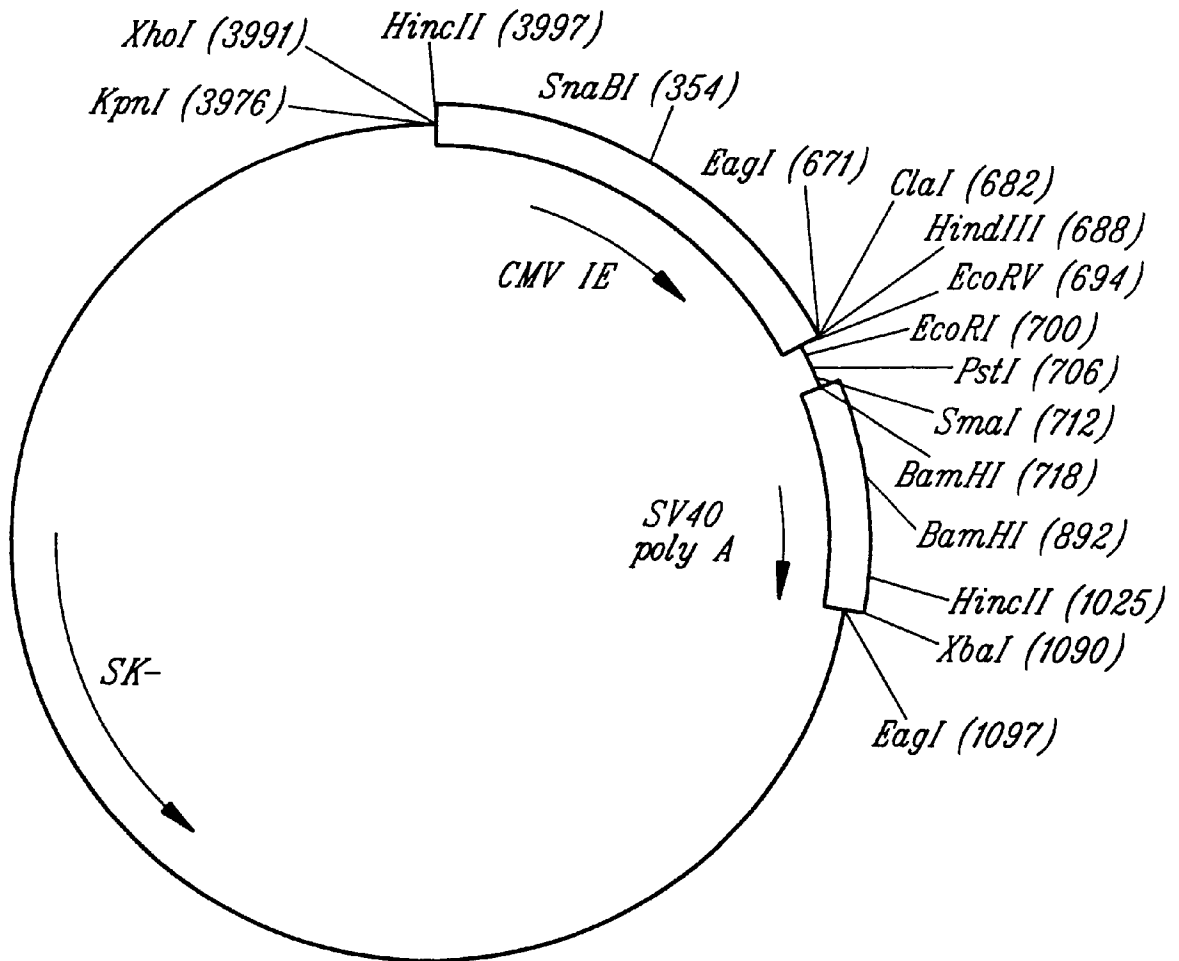 XhoI (3991)
HincII (3997)
KpnI (3976)
SnaBI (354)
EagI (671)
ClaI (682)
HindIII (688)
EcoRV (694)
EcoRI (700)
PstI (706)
SmaI (712)
BamHI (718)
BamHI (892)
HincII (1025)
XbaI (1090)
EagI (1097)
CMV IE
SV40
poly A
SK-